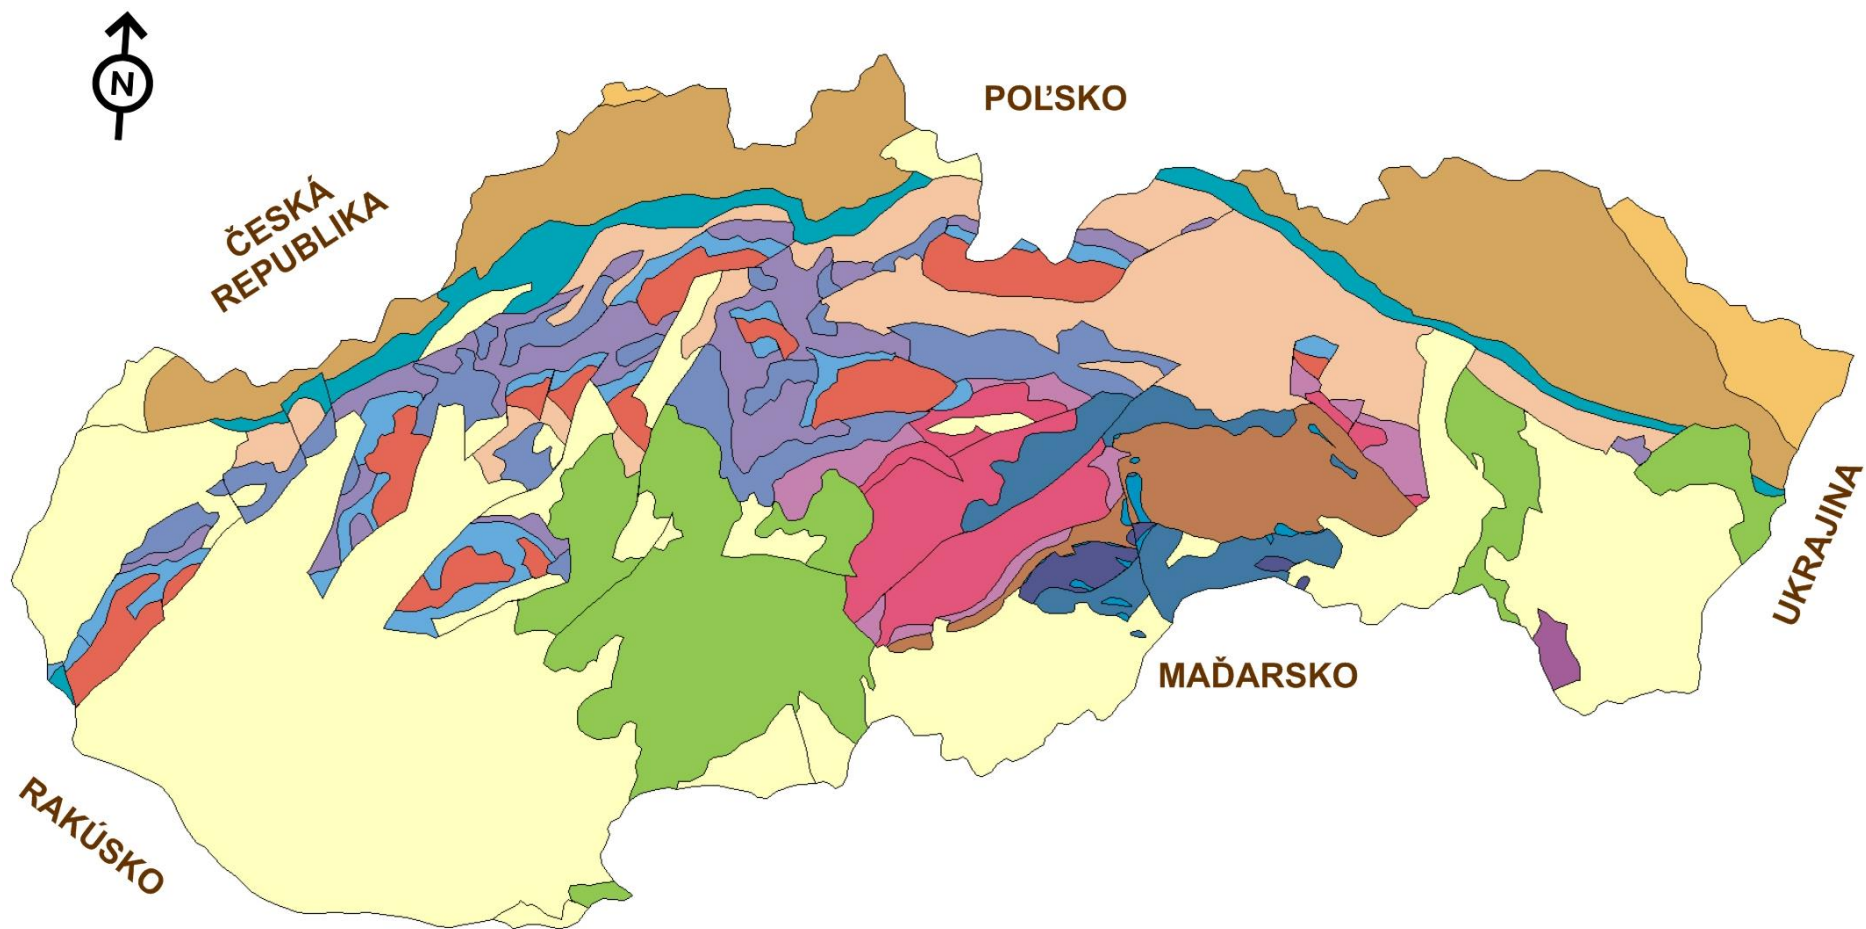 N
POĽSKO
ČESKÁ
REPUBLIKA
UKRAJINA
MAĎARSKO
RAKÚSKO